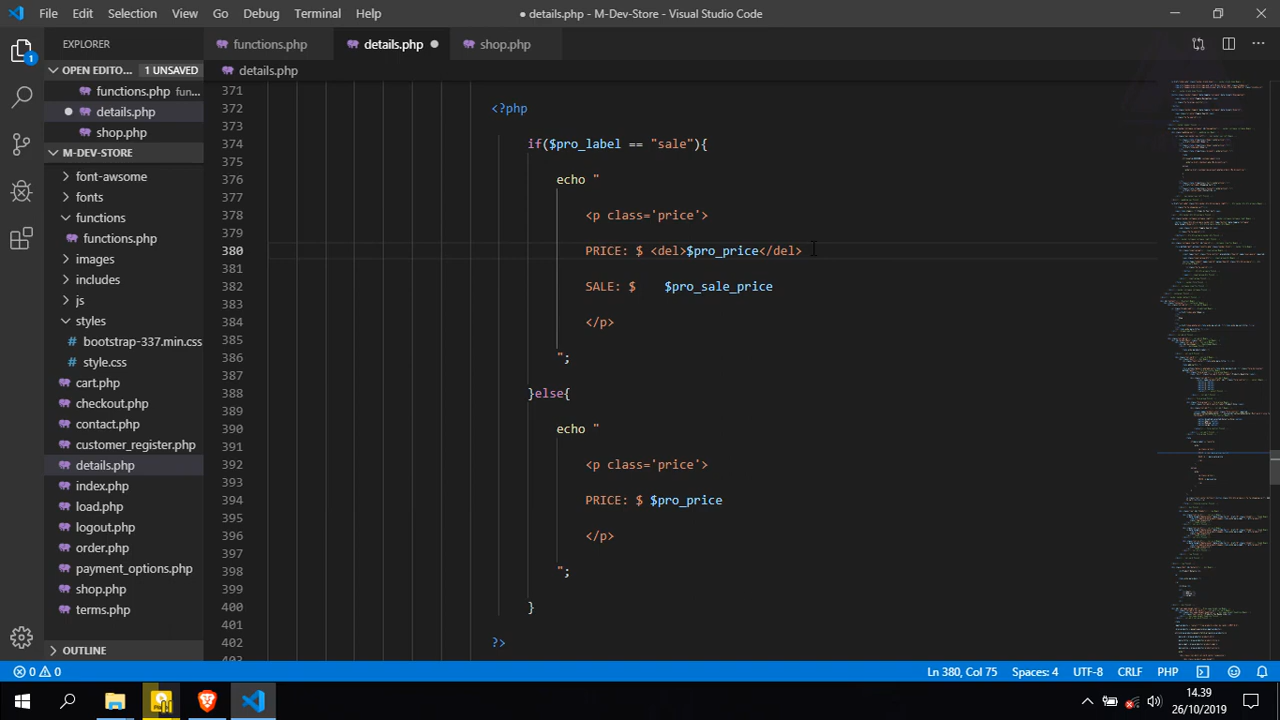 File Edit Selection View Go Debug Terminal Help
● details.php - M-Dev-Store - Visual Studio Code
EXPLORER
functions.php details.php shop.php
OPEN EDITO... 1 UNSAVED
functions.php fun...
details.php
shop.php
M-DEV-STORE
font-awsome
fonts
functions
functions.php
images
js
styles
bootstrap-337.min.css
style.css
cart.php
checkout.php
customer_register.php
details.php
index.php
logout.php
order.php
payment_options.php
shop.php
terms.php
OUTLINE
details.php
371
372 <?php
373
374 if($pro_label == "sale"){
375
376 echo "
377
378 <p class='price'>
379
380 PRICE: $ <del>$pro_price</del>
381
382 SALE: $ $pro_sale_price
383
384 </p>
385
386 ";
387
388 }else{
389
390 echo "
391
392 <p class='price'>
393
394 PRICE: $ $pro_price
395
396 </p>
397
398 ";
399
400 }
401
402 ?>
403
0 0
Ln 380, Col 75 Spaces: 4 UTF-8 CRLF PHP
14.39
26/10/2019